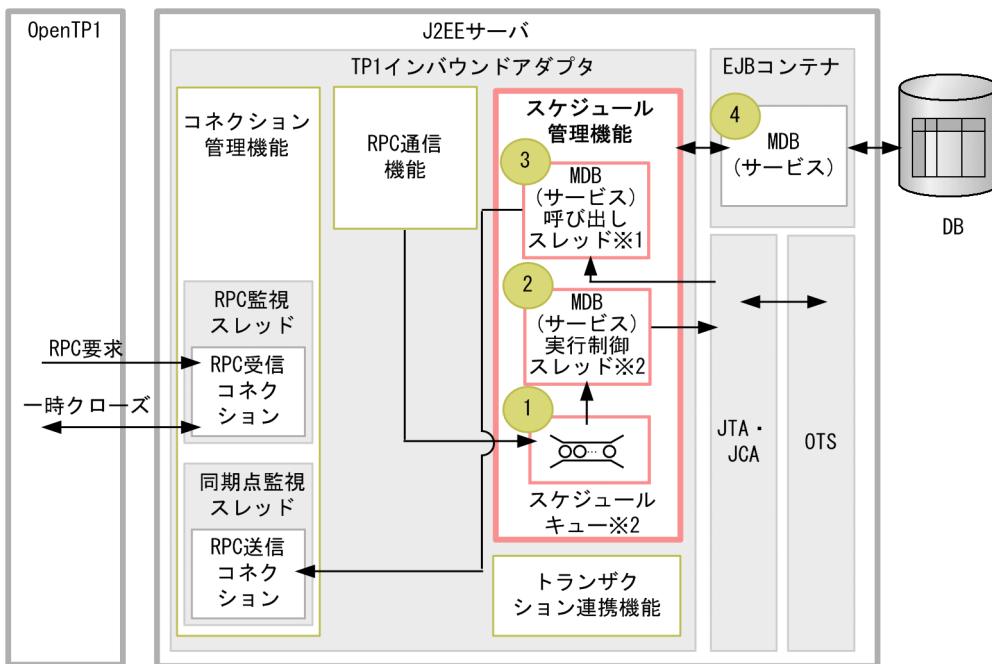 OpenTP1
J2EEサーバ
TP1インバウンドアダプタ
コネクション
管理機能
RPC通信
機能
スケジュール
管理機能
EJBコンテナ
4
MDB
(サービス)
DB
3
MDB
(サービス)
呼び出し
スレッド※1
2
MDB
(サービス)
実行制御
スレッド※2
1
…
スケジュール
キュー※2
RPC監視
スレッド
RPC受信
コネク
ション
RPC要求
一時クローズ
同期点監視
スレッド
RPC送信
コネク
ション
トランザク
ション連携機能
JTA・
JCA
OTS